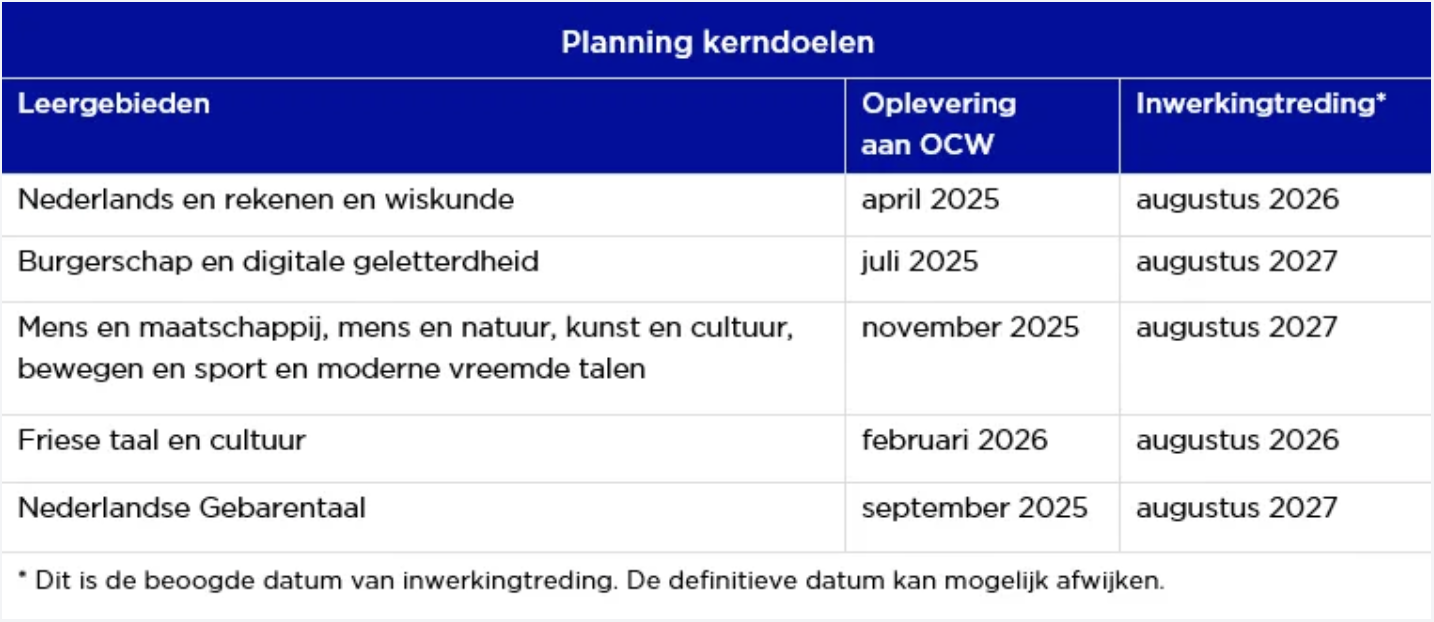 Planning kerndoelen
Leergebieden
Oplevering
aan OCW
Inwerkingtreding*
Nederlands en rekenen en wiskunde
april 2025
augustus 2026
Burgerschap en digitale geletterdheid
juli 2025
augustus 2027
Mens en maatschappij, mens en natuur, kunst en cultuur,
bewegen en sport en moderne vreemde talen
november 2025
augustus 2027
Friese taal en cultuur
februari 2026
augustus 2026
Nederlandse Gebarentaal
september 2025
augustus 2027
* Dit is de beoogde datum van inwerkingtreding. De definitieve datum kan mogelijk afwijken.